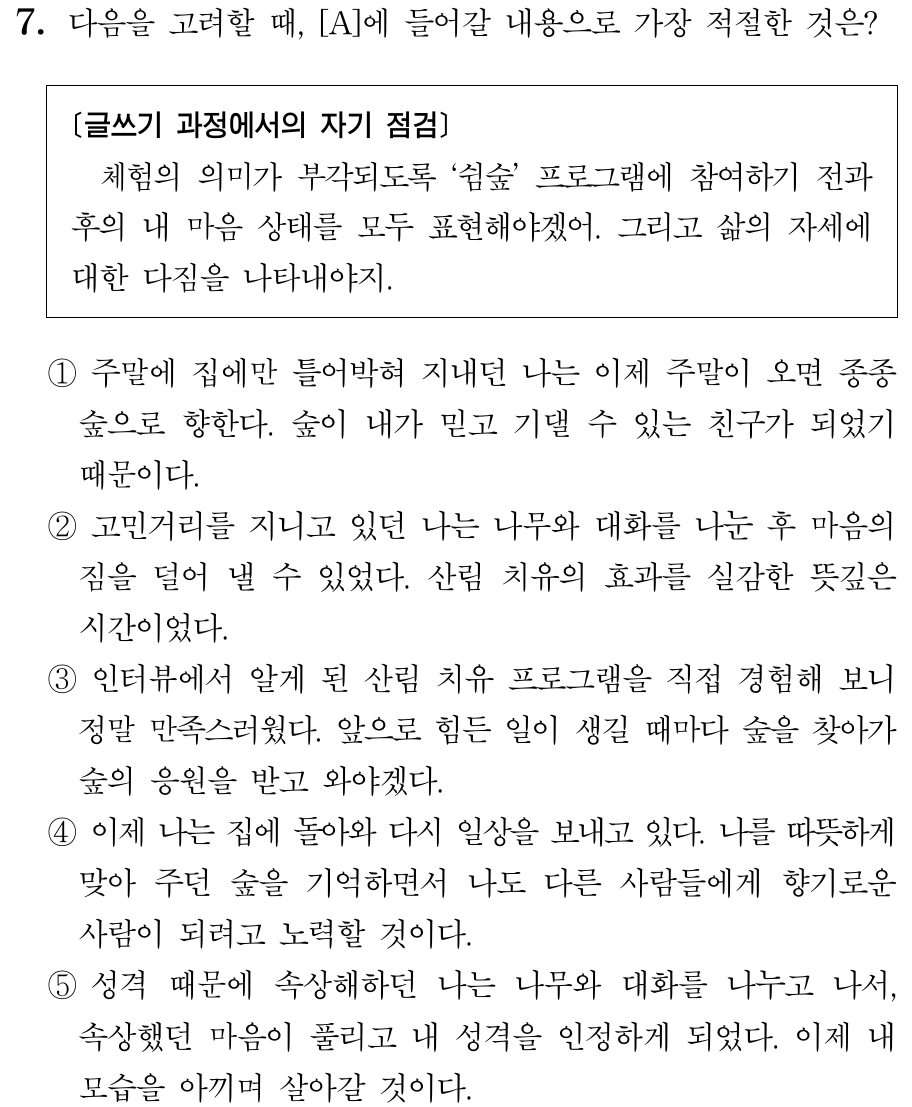 7. 다음을 고려할 때, [A]에 들어갈 내용으로 가장 적절한 것은?
〔글쓰기 과정에서의 자기 점검〕
체험의 의미가 부각되도록 ‘쉼숲’ 프로그램에 참여하기 전과
후의 내 마음 상태를 모두 표현해야겠어. 그리고 삶의 자세에
대한 다짐을 나타내야지.
① 주말에 집에만 틀어박혀 지내던 나는 이제 주말이 오면 종종
숲으로 향한다. 숲이 내가 믿고 기댈 수 있는 친구가 되었기
때문이다.
② 고민거리를 지니고 있던 나는 나무와 대화를 나눈 후 마음의
짐을 덜어 낼 수 있었다. 산림 치유의 효과를 실감한 뜻깊은
시간이었다.
③ 인터뷰에서 알게 된 산림 치유 프로그램을 직접 경험해 보니
정말 만족스러웠다. 앞으로 힘든 일이 생길 때마다 숲을 찾아가
숲의 응원을 받고 와야겠다.
④ 이제 나는 집에 돌아와 다시 일상을 보내고 있다. 나를 따뜻하게
맞아 주던 숲을 기억하면서 나도 다른 사람들에게 향기로운
사람이 되려고 노력할 것이다.
⑤ 성격 때문에 속상해하던 나는 나무와 대화를 나누고 나서,
속상했던 마음이 풀리고 내 성격을 인정하게 되었다. 이제 내
모습을 아끼며 살아갈 것이다.